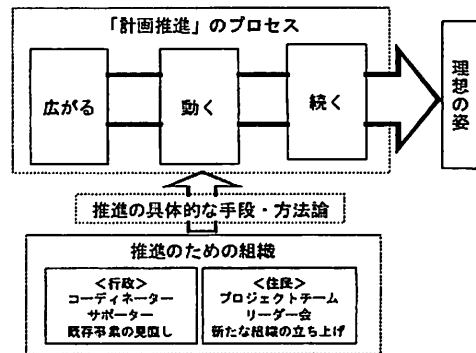 「計画推進」のプロセス
広がる
動く
続く
理想の姿
推進の具体的な手段・方法論
推進のための組織
＜行政＞
コーディネーター
サポーター
既存事業の見直し
＜住民＞
プロジェクトチーム
リーダー会
新たな組織の立ち上げ